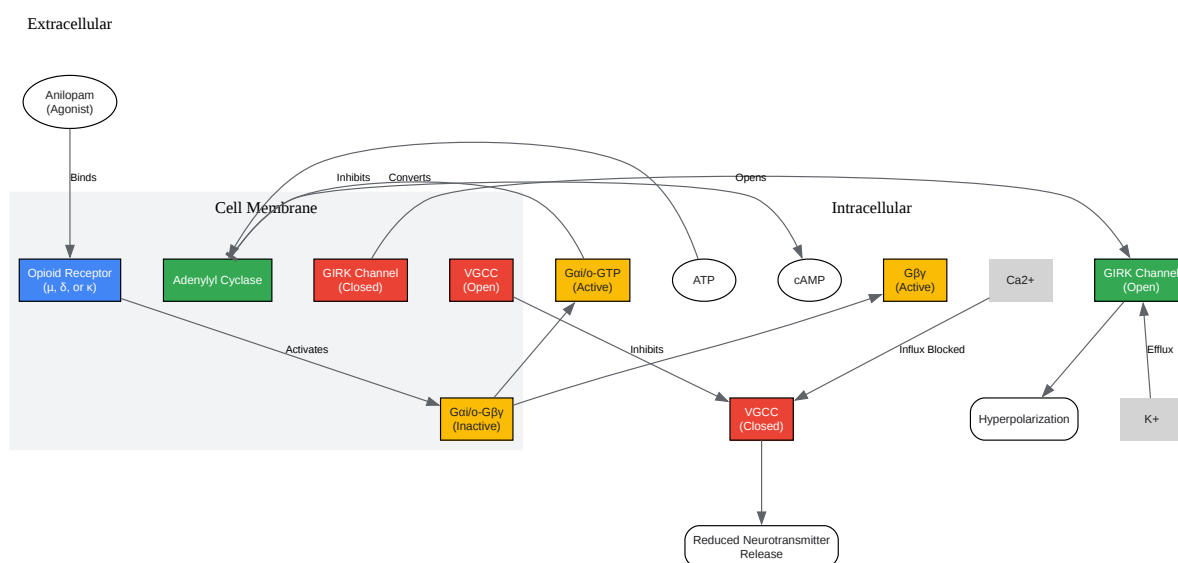 Extracellular
Anilopam
(Agonist)
Binds
Inhibits
Converts
Opens
Cell Membrane
Intracellular
Opioid Receptor
(μ, δ, or κ)
Adenylyl Cyclase
GIRK Channel
(Closed)
VGCC
(Open)
Gαi/o-GTP
(Active)
ATP
cAMP
Gβγ
(Active)
Ca2+
GIRK Channel
(Open)
Activates
Inhibits
Influx Blocked
Efflux
Gαi/o-Gβγ
(Inactive)
VGCC
(Closed)
Hyperpolarization
K+
Reduced Neurotransmitter
Release